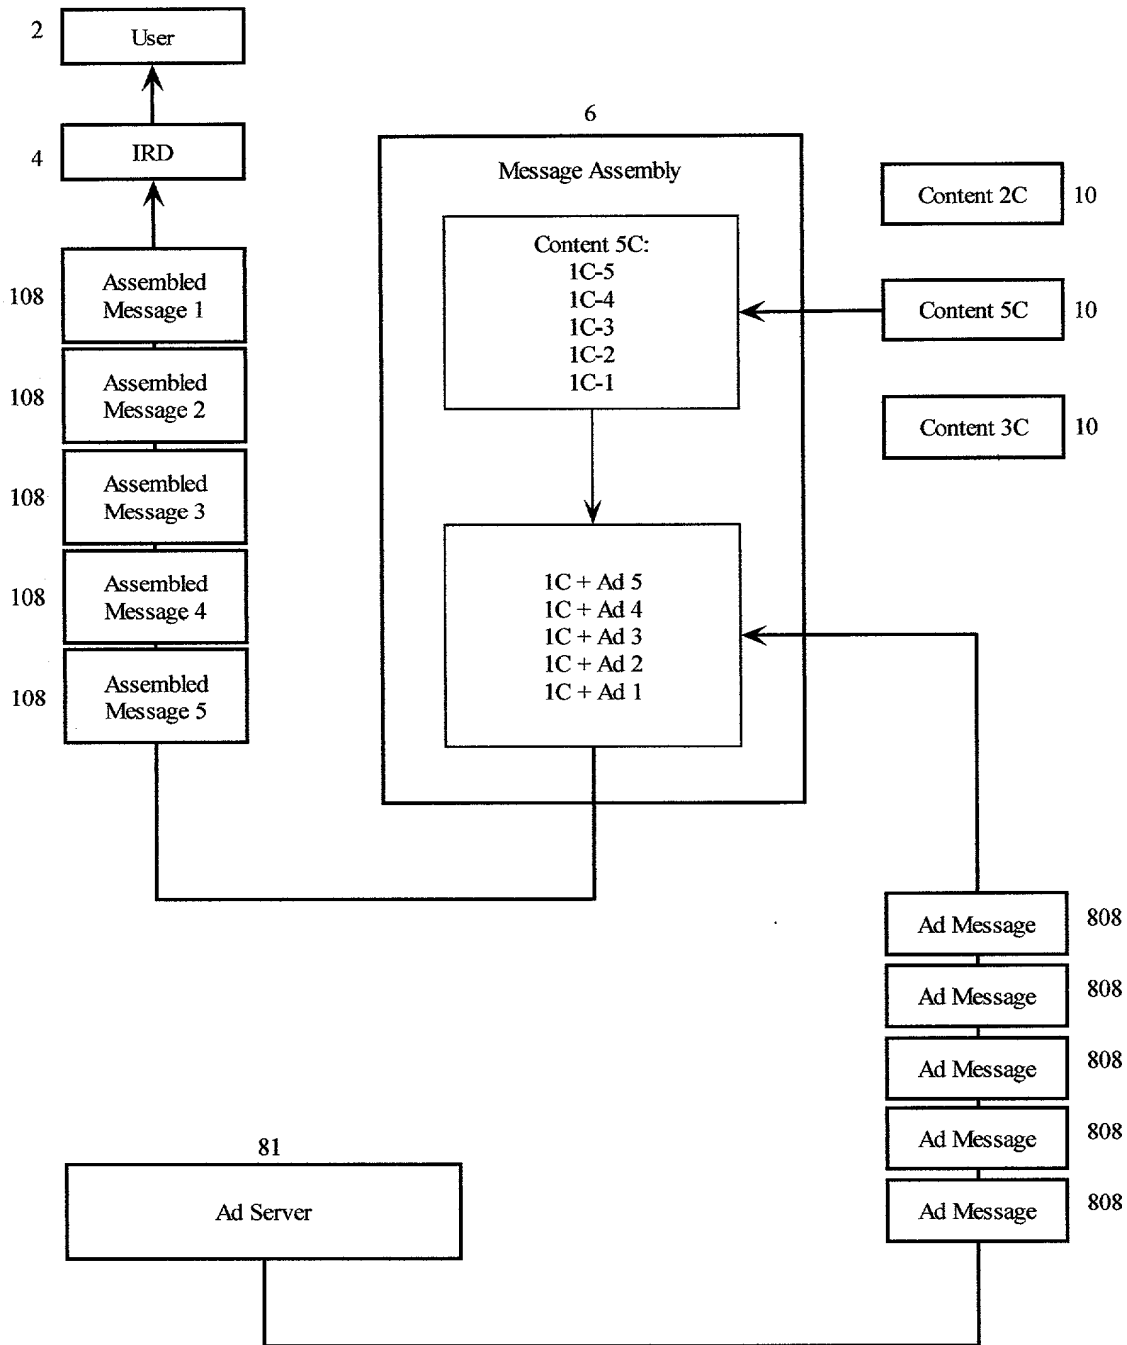 2
User
4
IRD
108
Assembled
Message 1
108
Assembled
Message 2
108
Assembled
Message 3
108
Assembled
Message 4
108
Assembled
Message 5
6
Message Assembly
Content 5C:
1C-5
1C-4
1C-3
1C-2
1C-1
1C + Ad 5
1C + Ad 4
1C + Ad 3
1C + Ad 2
1C + Ad 1
Content 2C
10
Content 5C
10
Content 3C
10
Ad Message
808
Ad Message
808
Ad Message
808
Ad Message
808
Ad Message
808
81
Ad Server